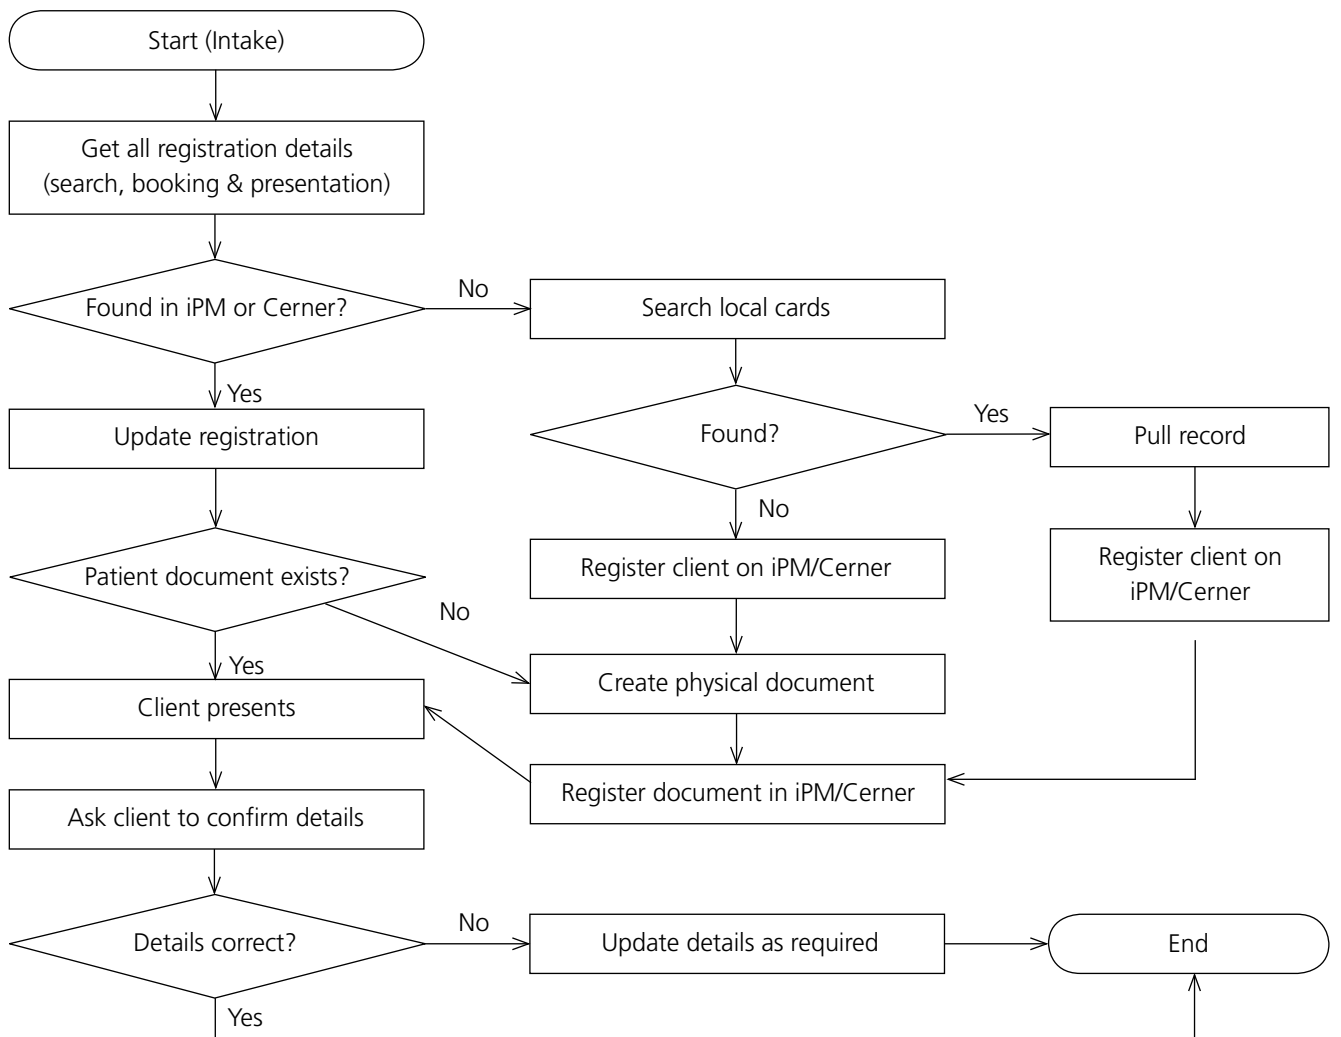 Start (Intake)
Get all registration details
(search, booking & presentation)
Found in iPM or Cerner?
No
Search local cards
Yes
Update registration
Found?
Yes
Pull record
No
Patient document exists?
Register client on iPM/Cerner
Register client on
iPM/Cerner
No
Yes
Create physical document
Client presents
Register document in iPM/Cerner
Ask client to confirm details
Details correct?
No
Update details as required
End
Yes